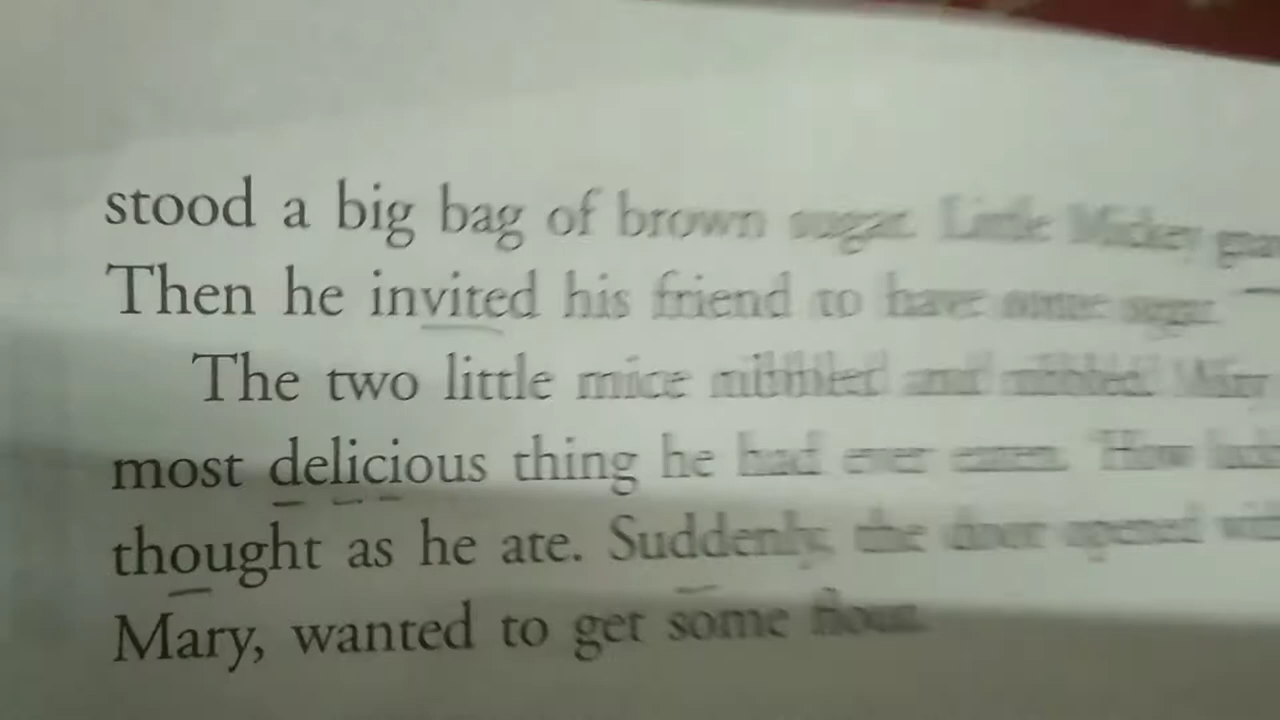 stood a big bag of brown sugar. Little Mickey
Then he invited his friend to have some sugar.
The two little mice nibbled and nibbled.
most delicious thing he had ever eaten. 'How
thought as he ate. Suddenly, the door opened
Mary, wanted to get some flour.